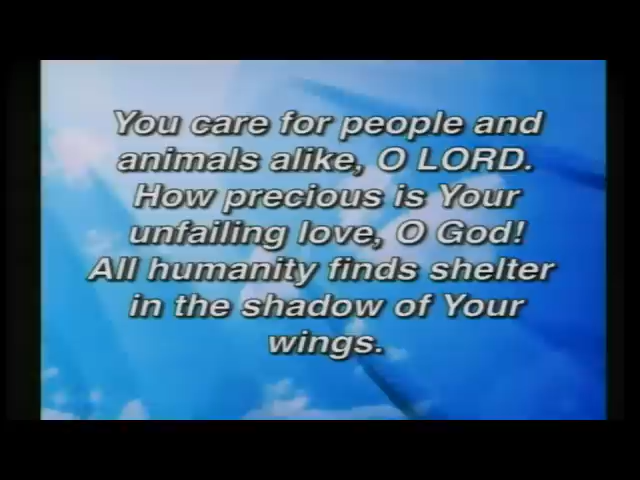 You care for people and
animals alike, O LORD.
How precious is Your
unfailing love, O God!
All humanity finds shelter
in the shadow of Your
wings.